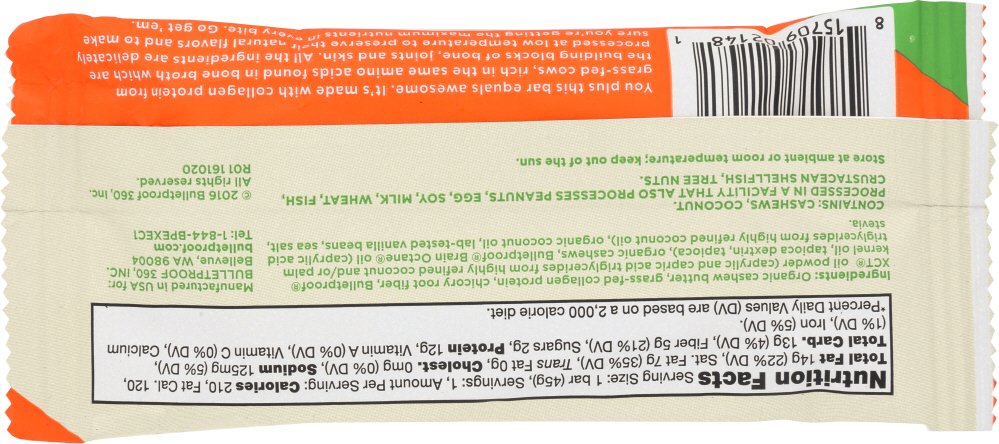 Nutrition Facts Serving Size: 1 bar (45g), Servings: 1, Amount Per Serving: Calories 210, Fat Cal. 120,
Total Fat 14g (22% DV), Sat. Fat 7g (35% DV), Trans Fat 0g, Cholest. 0mg (0% DV), Sodium 125mg (5% DV),
Total Carb. 13g (4% DV), Fiber 5g (21% DV), Sugars 2g, Protein 12g, Vitamin A (0% DV), Vitamin C (0% DV), Calcium
(1% DV), Iron (5% DV).
*Percent Daily Values (DV) are based on a 2,000 calorie diet.
Ingredients: Organic cashew butter, grass-fed collagen protein, chicory root fiber, Bulletproof®
XCT® oil powder (caprylic and capric acid triglycerides from highly refined coconut and/or palm
kernel oil, tapioca dextrin, tapioca), organic cashews, Bulletproof® Brain Octane® oil (caprylic acid
triglycerides from highly refined coconut oil), organic coconut oil, lab-tested vanilla beans, sea salt,
stevia.
CONTAINS: CASHEWS, COCONUT.
PROCESSED IN A FACILITY THAT ALSO PROCESSES PEANUTS, EGG, SOY, MILK, WHEAT, FISH,
CRUSTACEAN SHELLFISH, TREE NUTS.
Store at ambient or room temperature; keep out of the sun.
Manufactured in USA for:
BULLETPROOF 360, INC.
Bellevue, WA 98004
bulletproof.com
Tel: 1-844-BPEXEC1
© 2016 Bulletproof 360, Inc.
All rights reserved.
R01161020
You plus this bar equals awesome. It's made with collagen protein from
grass-fed cows, rich in the same amino acids found in bone broth which are
the building blocks of bone, joints and skin. All the ingredients are delicately
processed at low temperature to preserve their natural flavors and to make
sure you're getting the maximum nutrients in every bite. Go get 'em.
8 15709 02148 1